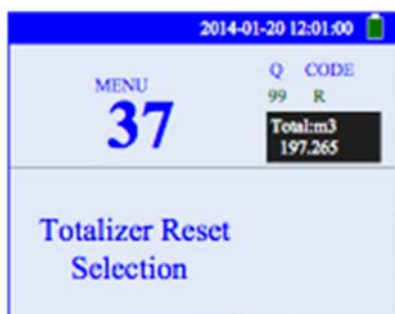 2014-01-20 12:01:00
MENU
37
Q CODE
99 R
Total:m3
197.265
Totalizer Reset
Selection